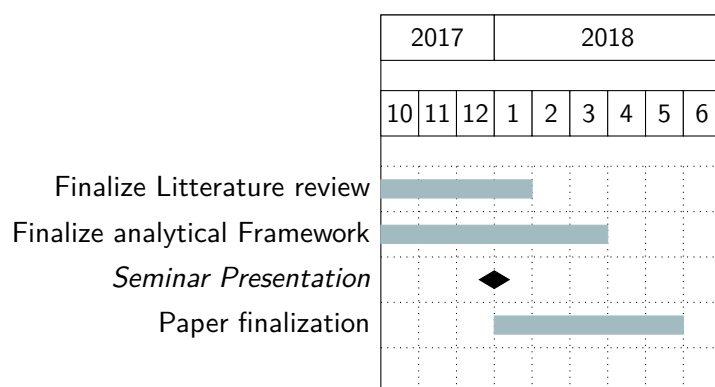 2017 2018
10 11 12 1 2 3 4 5 6
Finalize Litterature review
Finalize analytical Framework
Seminar Presentation
Paper finalization